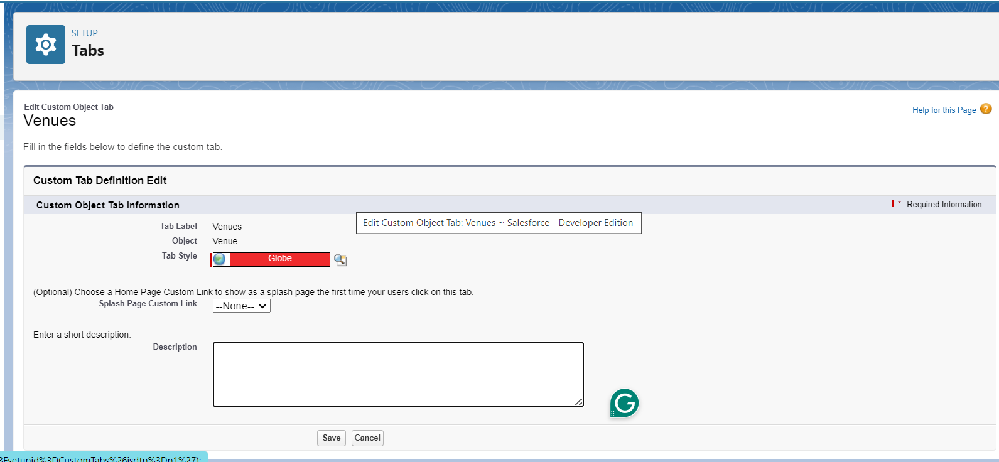 SETUP
Tabs
Edit Custom Object Tab
Venues
Help for this Page
Fill in the fields below to define the custom tab.
Custom Tab Definition Edit
Custom Object Tab Information
*= Required Information
Tab Label Venues
Edit Custom Object Tab: Venues ~ Salesforce - Developer Edition
Object Venue
Tab Style Globe
(Optional) Choose a Home Page Custom Link to show as a splash page the first time your users click on this tab.
Splash Page Custom Link --None--
Enter a short description.
Description
Save Cancel
3Fsetupid%3DCustomTabs%26isdtp%3Dp1%27);